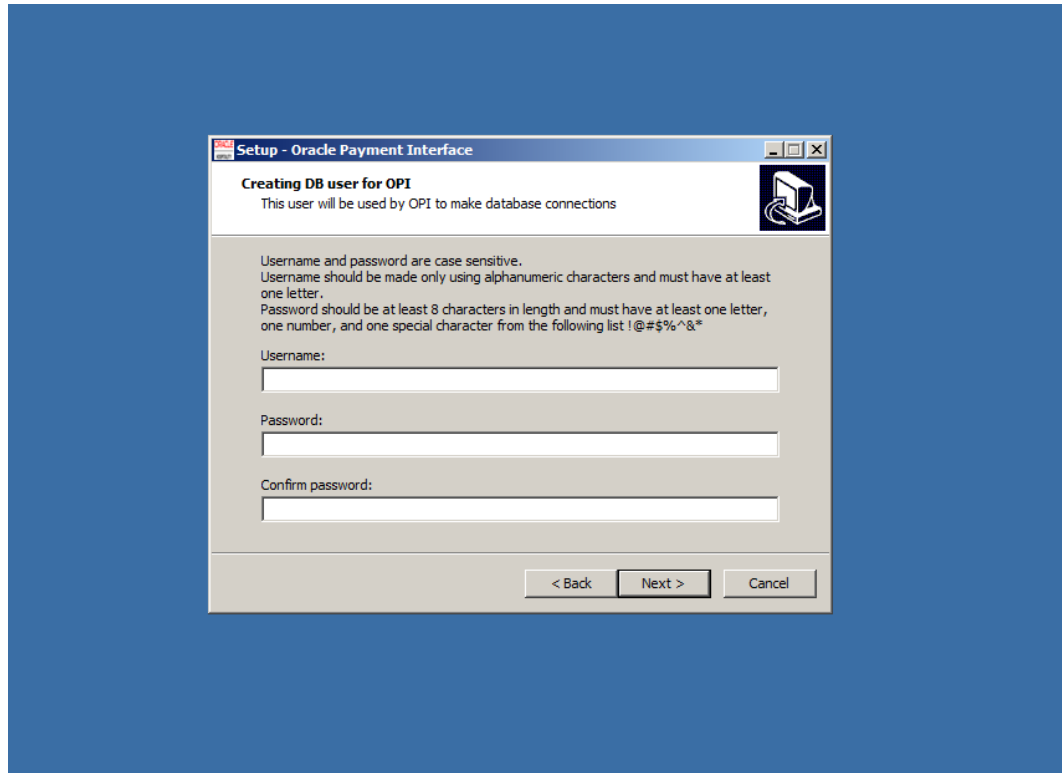 Setup - Oracle Payment Interface
Creating DB user for OPI
This user will be used by OPI to make database connections
Username and password are case sensitive.
Username should be made only using alphanumeric characters and must have at least
one letter.
Password should be at least 8 characters in length and must have at least one letter,
one number, and one special character from the following list !@#$%^&*
Username:
Password:
Confirm password:
< Back
Next >
Cancel